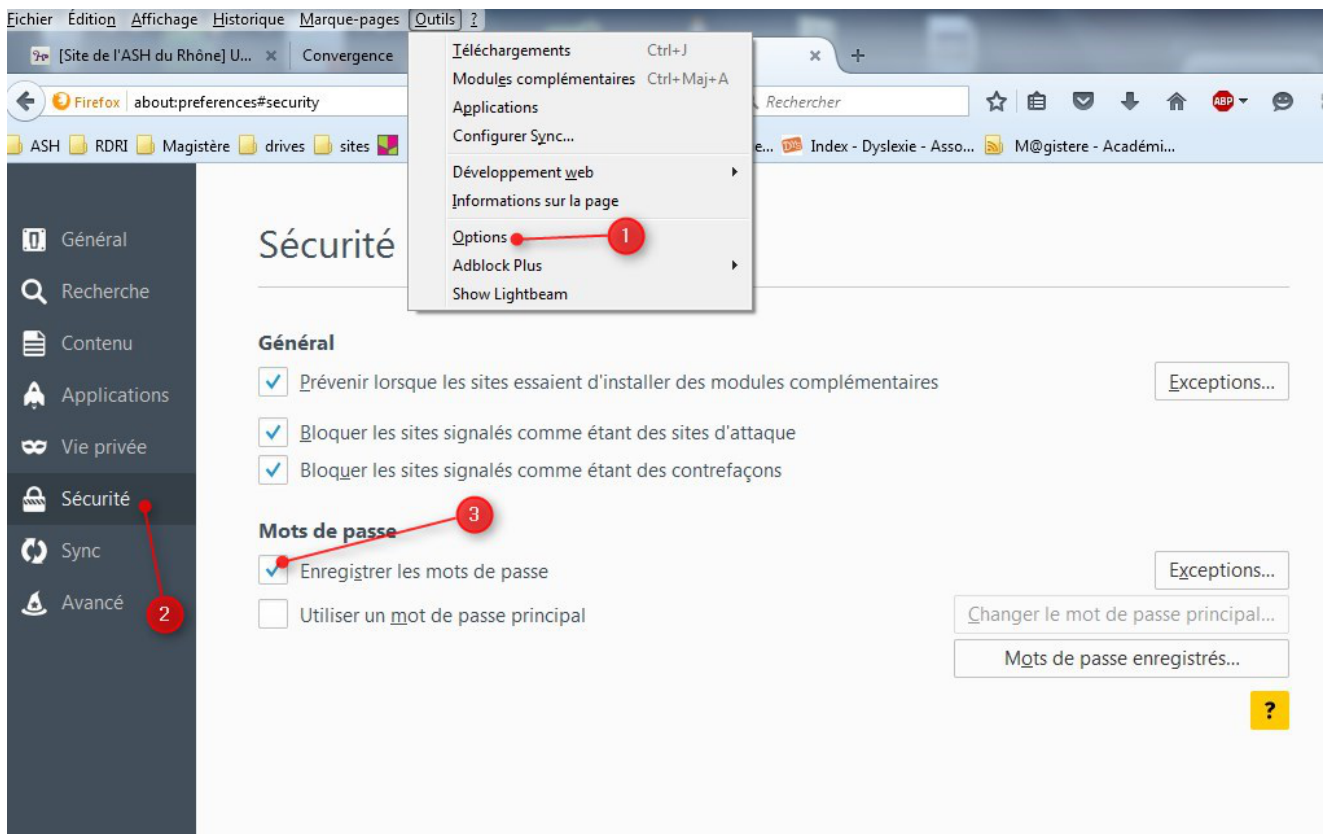 Fichier Édition Affichage Historique Marque-pages Outils ?
[Site de l'ASH du Rhône] U... × Convergence × +
Firefox about:preferences#security Rechercher ABP
ASH RDRI Magistère drives sites e... Index - Dyslexie - Asso... M@gistere - Académi...
Téléchargements Ctrl+J
Modules complémentaires Ctrl+Maj+A
Applications
Configurer Sync...
Développement web
Informations sur la page
Options 1
Adblock Plus
Show Lightbeam
Général
Recherche
Contenu
Applications
Vie privée
Sécurité
Sync
Avancé
2
Sécurité
Général
Prévenir lorsque les sites essaient d'installer des modules complémentaires Exceptions...
Bloquer les sites signalés comme étant des sites d'attaque
Bloquer les sites signalés comme étant des contrefaçons
3
Mots de passe
Enregistrer les mots de passe Exceptions...
Utiliser un mot de passe principal Changer le mot de passe principal...
Mots de passe enregistrés...
?